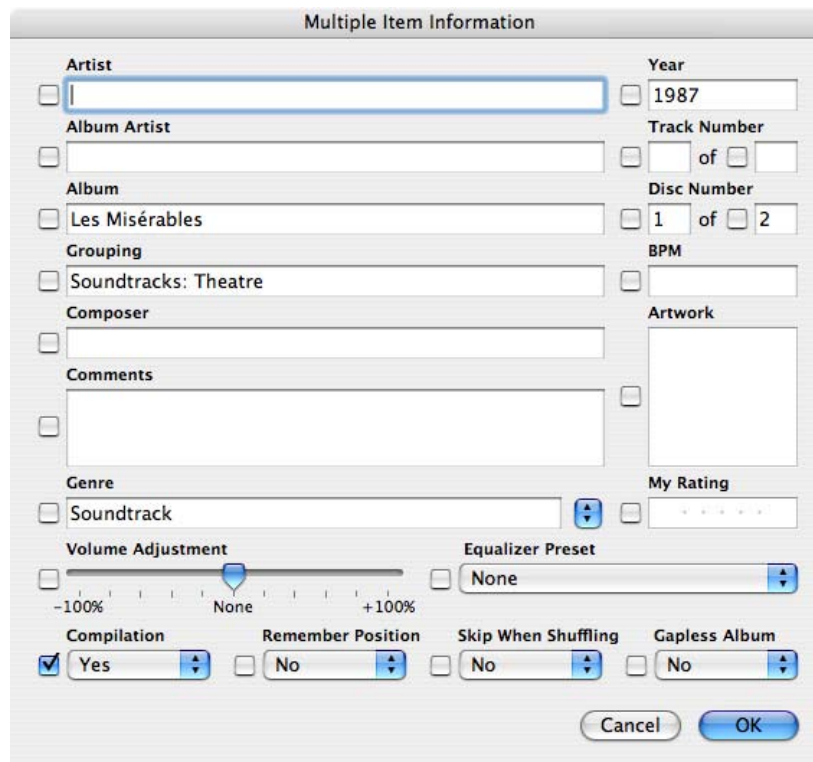 Multiple Item Information
Artist Year
1987
Album Artist Track Number
of
Album Disc Number
Les Misérables 1 of 2
Grouping BPM
Soundtracks: Theatre
Composer Artwork
Comments
Genre My Rating
Soundtrack
Volume Adjustment Equalizer Preset
None
-100% None +100%
Compilation Remember Position Skip When Shuffling Gapless Album
Yes No No No
Cancel OK